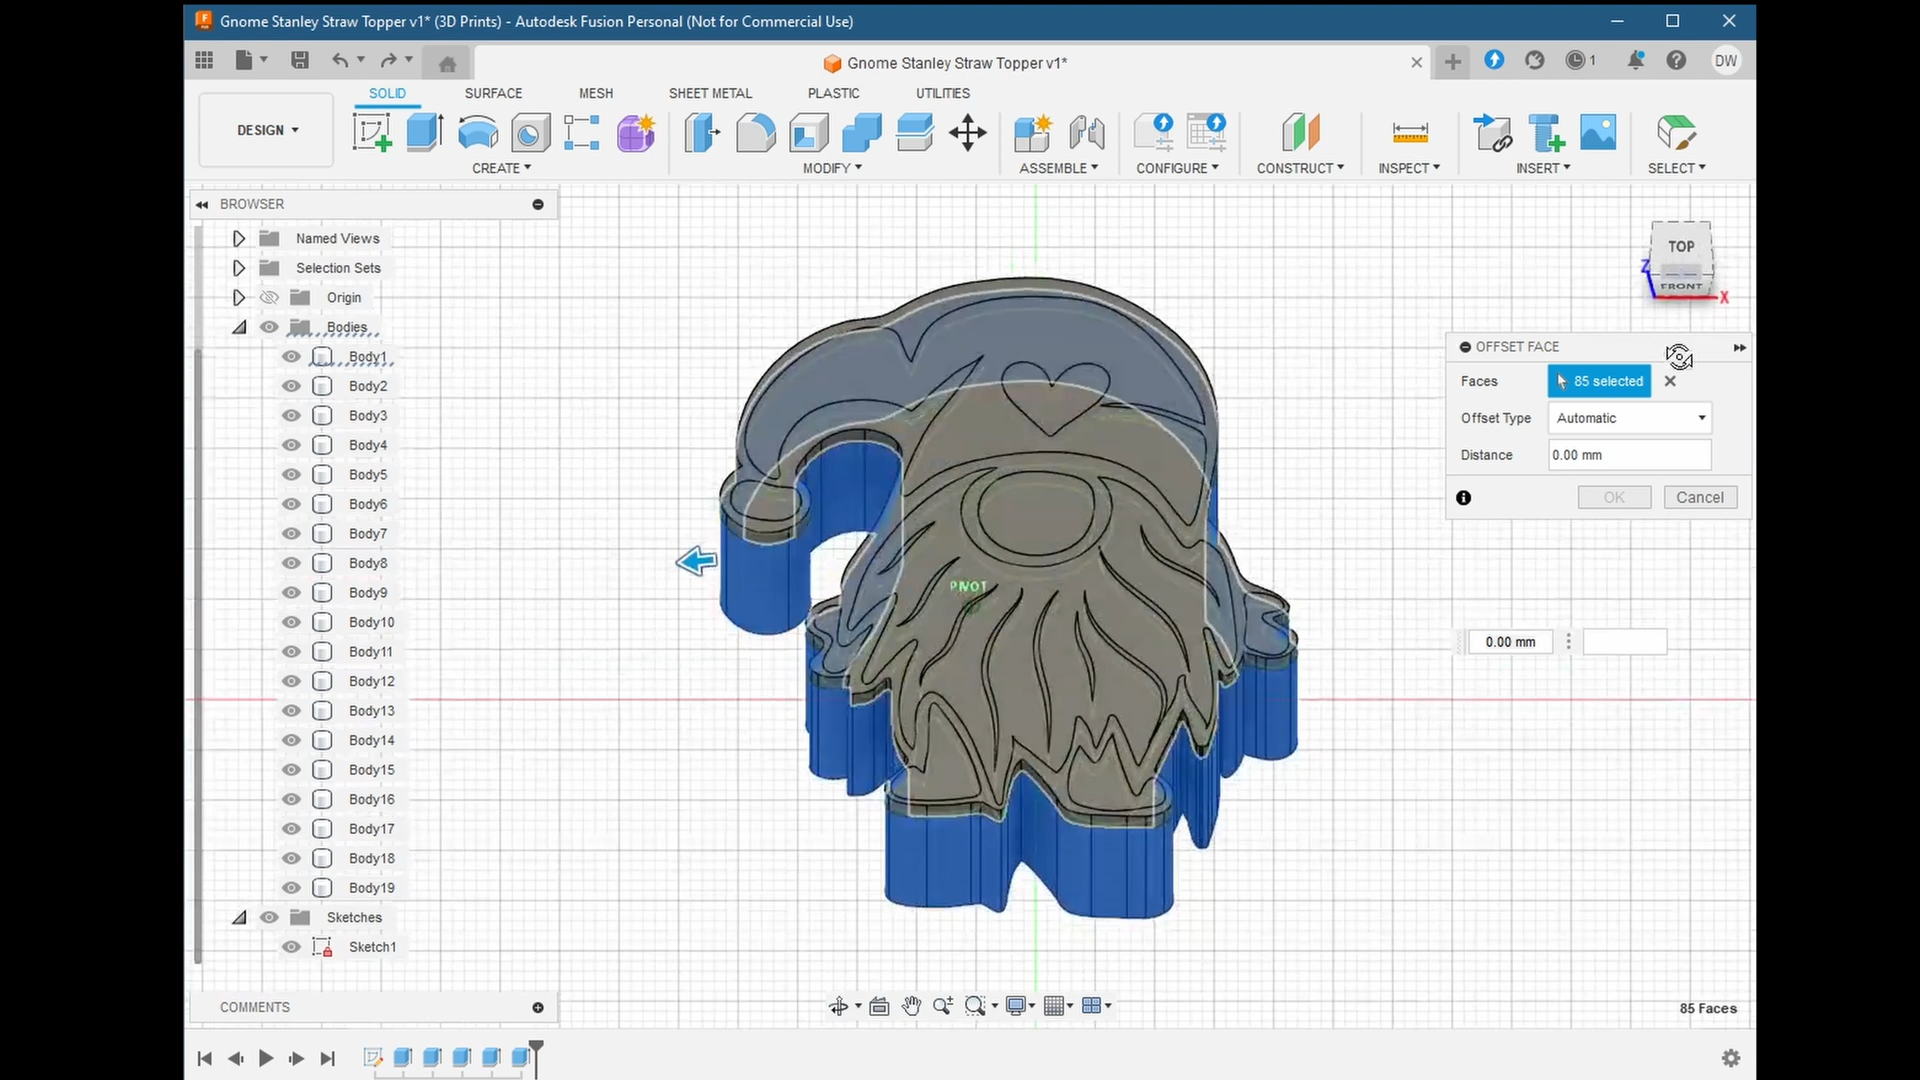 Gnome Stanley Straw Topper v1* (3D Prints) - Autodesk Fusion Personal (Not for Commercial Use)
Gnome Stanley Straw Topper v1*
1
DW
SOLID
SURFACE
MESH
SHEET METAL
PLASTIC
UTILITIES
DESIGN
CREATE
MODIFY
ASSEMBLE
CONFIGURE
CONSTRUCT
INSPECT
INSERT
SELECT
BROWSER
Named Views
Selection Sets
Origin
Bodies
Body1
Body2
Body3
Body4
Body5
Body6
Body7
Body8
Body9
Body10
Body11
Body12
Body13
Body14
Body15
Body16
Body17
Body18
Body19
Sketches
Sketch1
COMMENTS
TOP
FRONT
Z
X
OFFSET FACE
Faces
85 selected
Offset Type
Automatic
Distance
0.00 mm
OK
Cancel
PIVOT
0.00 mm
85 Faces